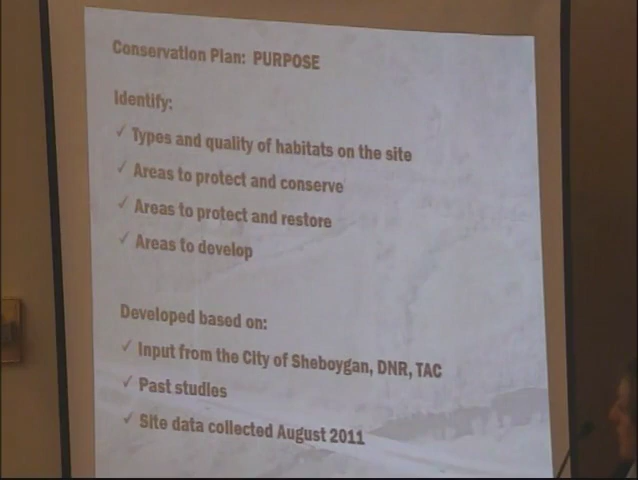 Conservation Plan: PURPOSE
Identify:
✓ Types and quality of habitats on the site
✓ Areas to protect and conserve
✓ Areas to protect and restore
✓ Areas to develop
Developed based on:
✓ Input from the City of Sheboygan, DNR, TAC
✓ Past studies
✓ Site data collected August 2011